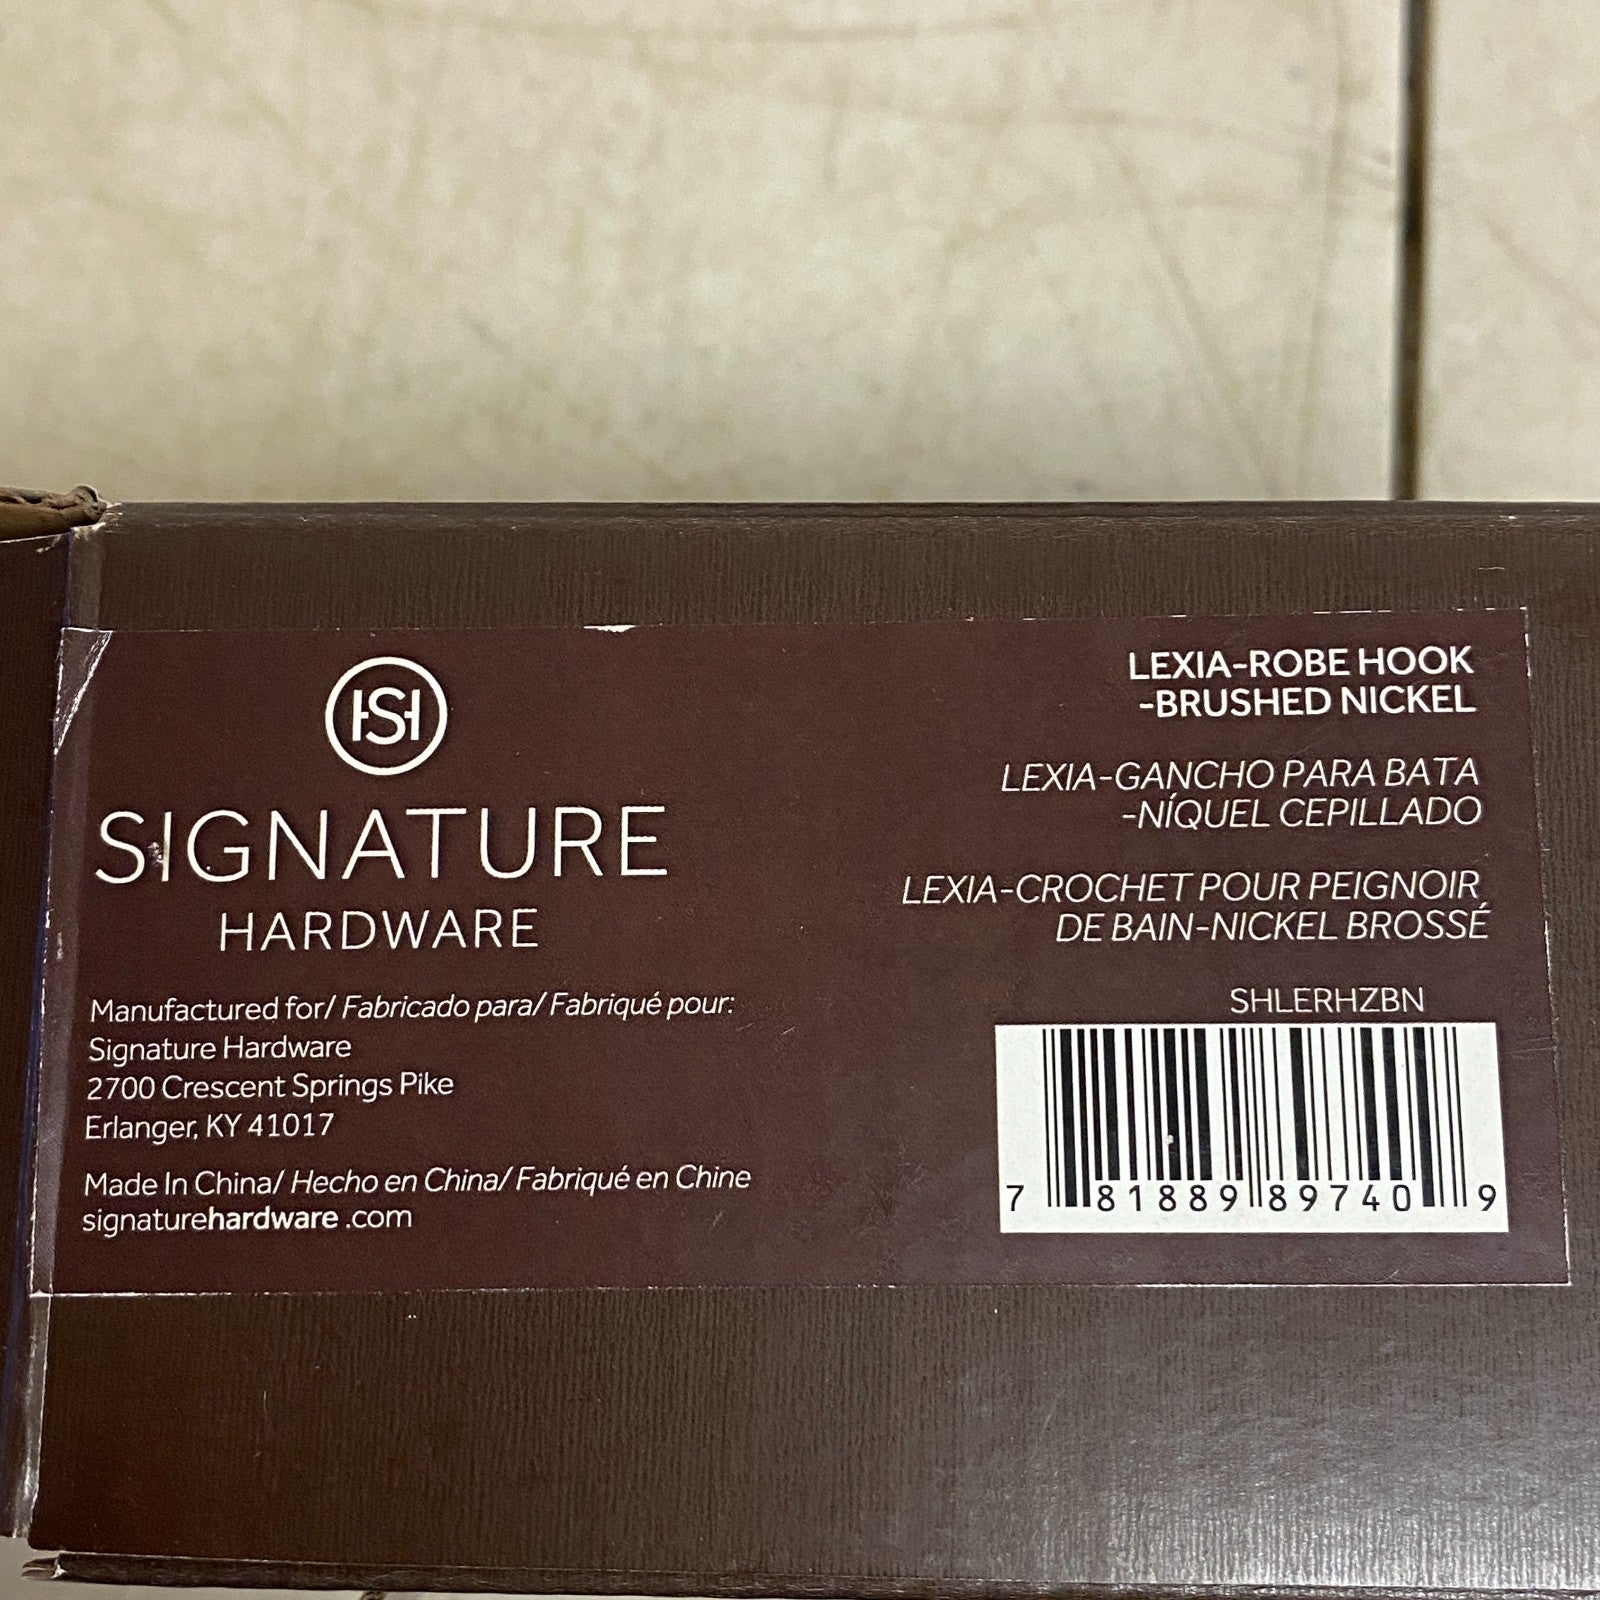 SIGNATURE
HARDWARE
Manufactured for/ Fabricado para/ Fabriqué pour:
Signature Hardware
2700 Crescent Springs Pike
Erlanger, KY 41017
Made In China/ Hecho en China/ Fabriqué en Chine
signaturehardware .com
LEXIA-ROBE HOOK
-BRUSHED NICKEL
LEXIA-GANCHO PARA BATA
-NÍQUEL CEPILLADO
LEXIA-CROCHET POUR PEIGNOIR
DE BAIN-NICKEL BROSSÉ
SHLERHZBN
7 81889 89740 9